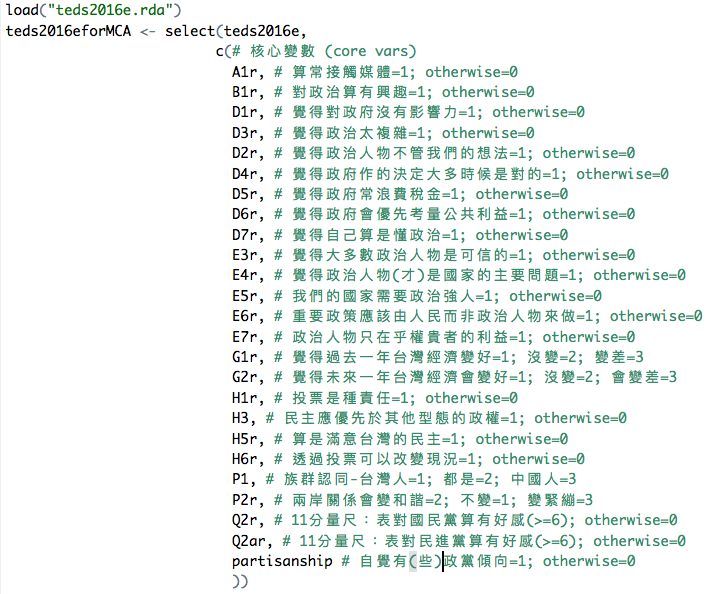 load("teds2016e.rda")
teds2016eforMCA <- select(teds2016e,
c(# 核心變數 (core vars)
A1r, # 算常接觸媒體=1; otherwise=0
B1r, # 對政治算有興趣=1; otherwise=0
D1r, # 覺得對政府沒有影響力=1; otherwise=0
D3r, # 覺得政治太複雜=1; otherwise=0
D2r, # 覺得政治人物不管我們的想法=1; otherwise=0
D4r, # 覺得政府作的決定大多時候是對的=1; otherwise=0
D5r, # 覺得政府常浪費稅金=1; otherwise=0
D6r, # 覺得政府會優先考量公共利益=1; otherwise=0
D7r, # 覺得自己算是懂政治=1; otherwise=0
E3r, # 覺得大多數政治人物是可信的=1; otherwise=0
E4r, # 覺得政治人物(才)是國家的主要問題=1; otherwise=0
E5r, # 我們的國家需要政治強人=1; otherwise=0
E6r, # 重要政策應該由人民而非政治人物來做=1; otherwise=0
E7r, # 政治人物只在乎權貴者的利益=1; otherwise=0
G1r, # 覺得過去一年台灣經濟變好=1; 沒變=2; 變差=3
G2r, # 覺得未來一年台灣經濟會變好=1; 沒變=2; 會變差=3
H1r, # 投票是種責任=1; otherwise=0
H3, # 民主應優先於其他型態的政權=1; otherwise=0
H5r, # 算是滿意台灣的民主=1; otherwise=0
H6r, # 透過投票可以改變現況=1; otherwise=0
P1, # 族群認同-台灣人=1; 都是=2; 中國人=3
P2r, # 兩岸關係會變和諧=2; 不變=1; 變緊繃=3
Q2r, # 11分量尺：表對國民黨算有好感(>=6); otherwise=0
Q2ar, # 11分量尺：表對民進黨算有好感(>=6); otherwise=0
partisanship # 自覺有(些)政黨傾向=1; otherwise=0
))